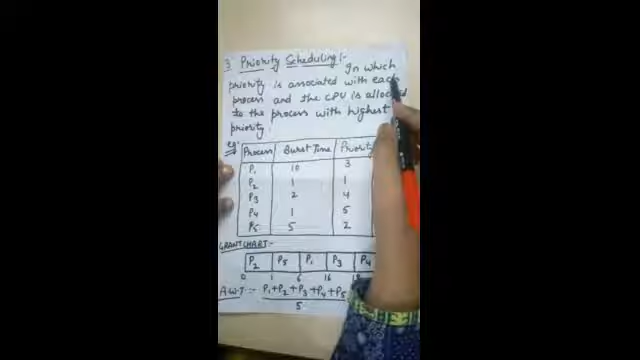 3. Priority Scheduling :- In which
priority is associated with each
process and the CPU is allocated
to the process with highest
priority
eg:
Process Burst Time Priority
P1 10 3
P2 1 1
P3 2 4
P4 1 5
P5 5 2
GRANTCHART:-
P2 P5 P1 P3 P4
0 1 6 16 18
A.W.T :- P1+P2+P3+P4+P5
5